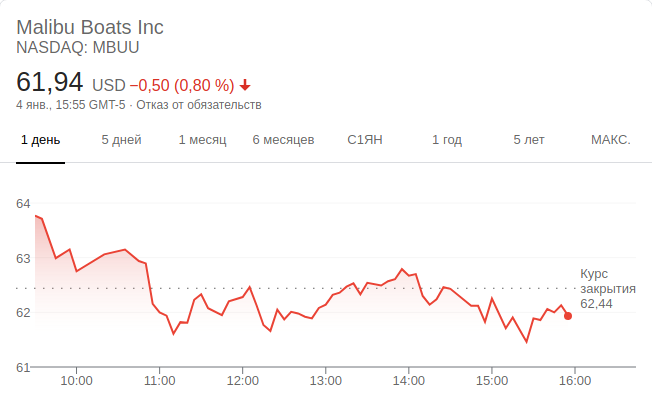 Malibu Boats Inc
NASDAQ: MBUU
61,94 USD −0,50 (0,80 %)
4 янв., 15:55 GMT-5 · Отказ от обязательств
1 день 5 дней 1 месяц 6 месяцев С1ЯН 1 год 5 лет МАКС.
64
63
Курс
закрытия
62,44
62
61
10:00 11:00 12:00 13:00 14:00 15:00 16:00